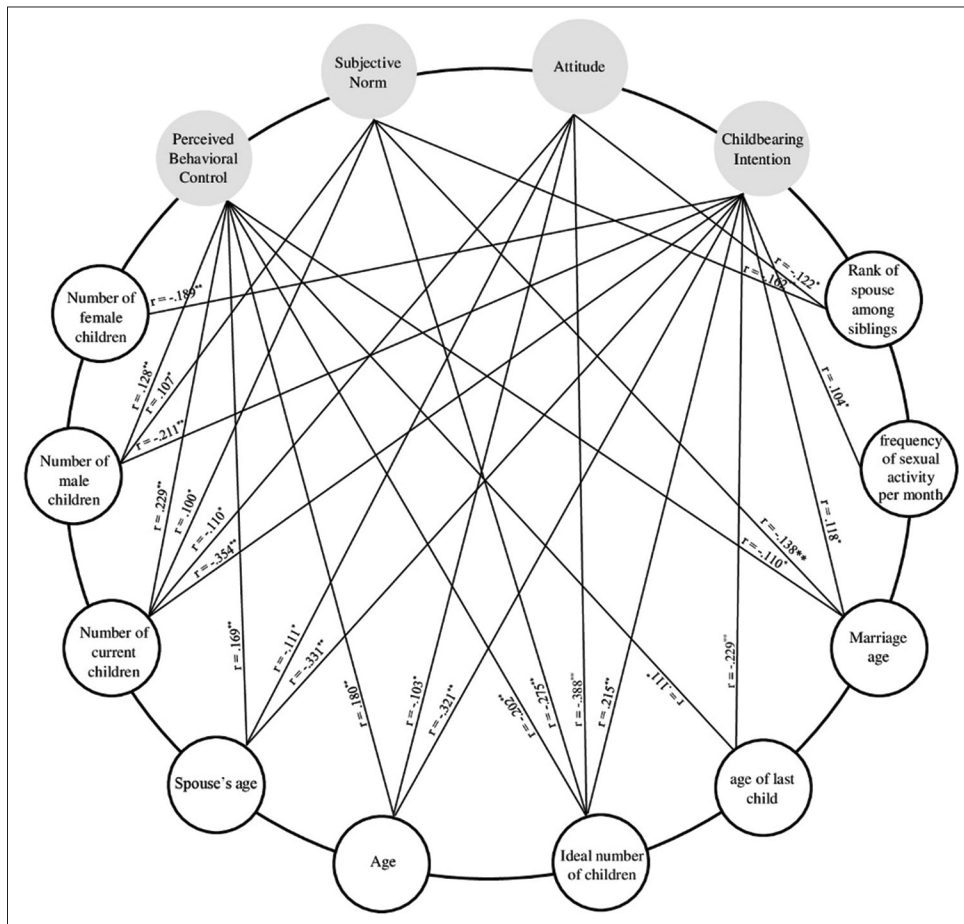 Subjective
Norm
Attitude
Perceived
Behavioral
Control
Childbearing
Intention
Number of
female
children
r = -.189**
r = -.122*
r = -.162
Rank of
spouse
among
siblings
r = .128**
r = .107*
r = -.211**
r = .104*
Number of
male
children
frequency
of sexual
activity
per month
r = .229**
r = .100*
r = -.110*
r = -.354**
r = -.138**
r = -.110*
r = .118*
Number of
current
children
Marriage
age
r = .169**
r = -.111*
r = -.331**
r = .180**
r = -.103*
r = -.321**
r = -.202**
r = -.275**
r = -.388**
r = .215**
r = .111*
r = -.229**
Spouse's age
age of last
child
Age
Ideal number
of children